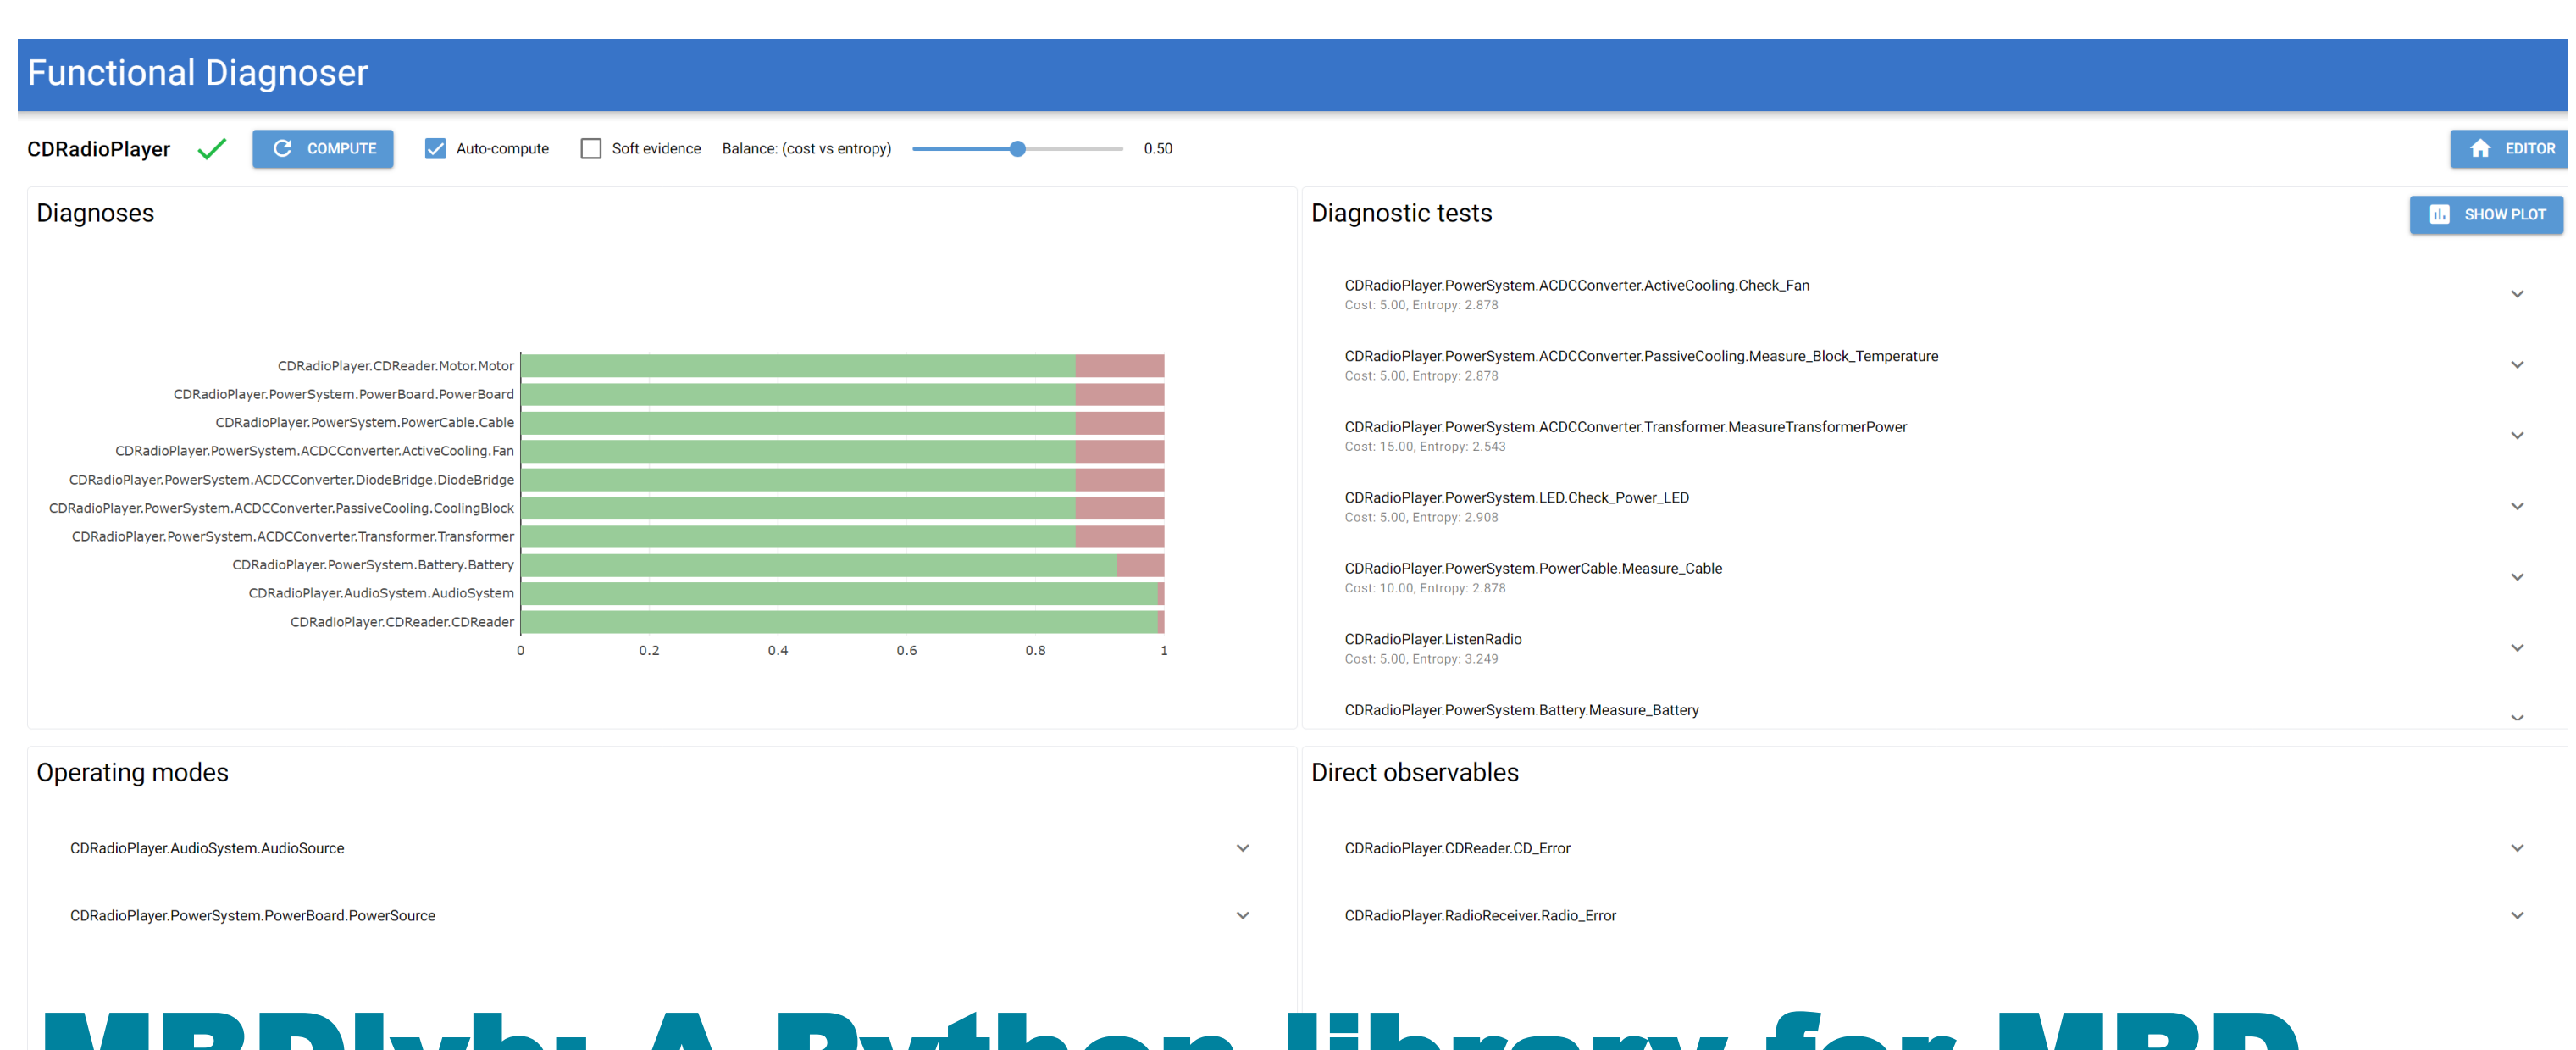 Functional Diagnoser
CDRadioPlayer COMPUTE Auto-compute Soft evidence Balance: (cost vs entropy) 0.50 EDITOR
Diagnoses
CDRadioPlayer.CDReader.Motor.Motor
CDRadioPlayer.PowerSystem.PowerBoard.PowerBoard
CDRadioPlayer.PowerSystem.PowerCable.Cable
CDRadioPlayer.PowerSystem.ACDCConverter.ActiveCooling.Fan
CDRadioPlayer.PowerSystem.ACDCConverter.DiodeBridge.DiodeBridge
CDRadioPlayer.PowerSystem.ACDCConverter.PassiveCooling.CoolingBlock
CDRadioPlayer.PowerSystem.ACDCConverter.Transformer.Transformer
CDRadioPlayer.PowerSystem.Battery.Battery
CDRadioPlayer.AudioSystem.AudioSystem
CDRadioPlayer.CDReader.CDReader
0 0.2 0.4 0.6 0.8 1
Diagnostic tests SHOW PLOT
CDRadioPlayer.PowerSystem.ACDCConverter.ActiveCooling.Check_Fan
Cost: 5.00, Entropy: 2.878
CDRadioPlayer.PowerSystem.ACDCConverter.PassiveCooling.Measure_Block_Temperature
Cost: 5.00, Entropy: 2.878
CDRadioPlayer.PowerSystem.ACDCConverter.Transformer.MeasureTransformerPower
Cost: 15.00, Entropy: 2.543
CDRadioPlayer.PowerSystem.LED.Check_Power_LED
Cost: 5.00, Entropy: 2.908
CDRadioPlayer.PowerSystem.PowerCable.Measure_Cable
Cost: 10.00, Entropy: 2.878
CDRadioPlayer.ListenRadio
Cost: 5.00, Entropy: 3.249
CDRadioPlayer.PowerSystem.Battery.Measure_Battery
Operating modes
CDRadioPlayer.AudioSystem.AudioSource
CDRadioPlayer.PowerSystem.PowerBoard.PowerSource
Direct observables
CDRadioPlayer.CDReader.CD_Error
CDRadioPlayer.RadioReceiver.Radio_Error
MBDlyb: A Python library for MBD